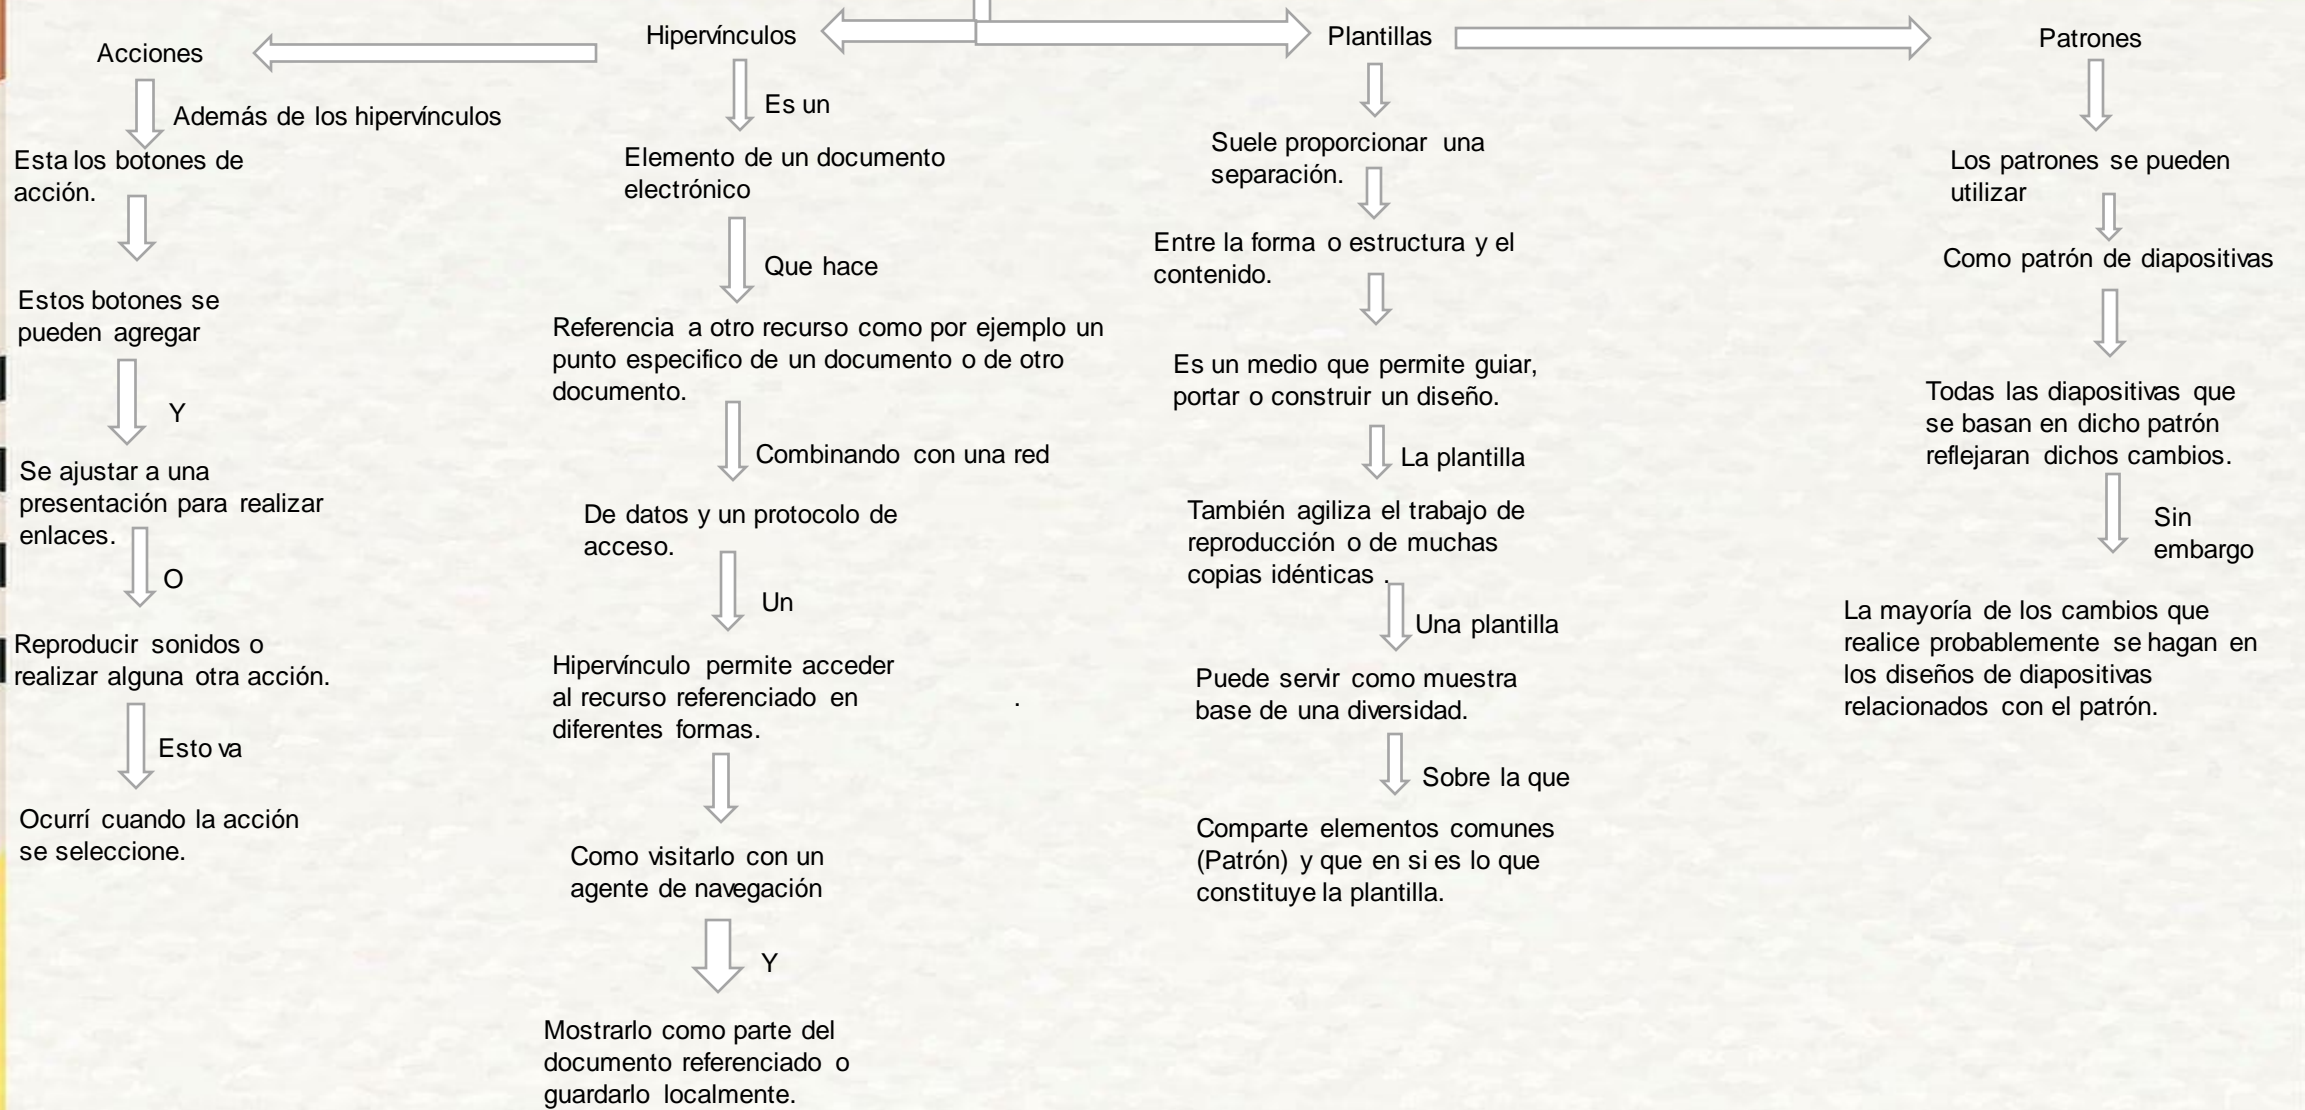 Acciones
Además de los hipervínculos
Esta los botones de
acción.
Estos botones se
pueden agregar
Y
Se ajustar a una
presentación para realizar
enlaces.
O
Reproducir sonidos o
realizar alguna otra acción.
Esto va
Ocurrí cuando la acción
se seleccione.
Hipervínculos
Es un
Elemento de un documento
electrónico
Que hace
Referencia a otro recurso como por ejemplo un
punto especifico de un documento o de otro
documento.
Combinando con una red
De datos y un protocolo de
acceso.
Un
Hipervínculo permite acceder
al recurso referenciado en
diferentes formas.
.
Como visitarlo con un
agente de navegación
Y
Mostrarlo como parte del
documento referenciado o
guardarlo localmente.
Plantillas
Suele proporcionar una
separación.
Entre la forma o estructura y el
contenido.
Es un medio que permite guiar,
portar o construir un diseño.
La plantilla
También agiliza el trabajo de
reproducción o de muchas
copias idénticas .
Una plantilla
Puede servir como muestra
base de una diversidad.
Sobre la que
Comparte elementos comunes
(Patrón) y que en si es lo que
constituye la plantilla.
Patrones
Los patrones se pueden
utilizar
Como patrón de diapositivas
Todas las diapositivas que
se basan en dicho patrón
reflejaran dichos cambios.
Sin
embargo
La mayoría de los cambios que
realice probablemente se hagan en
los diseños de diapositivas
relacionados con el patrón.